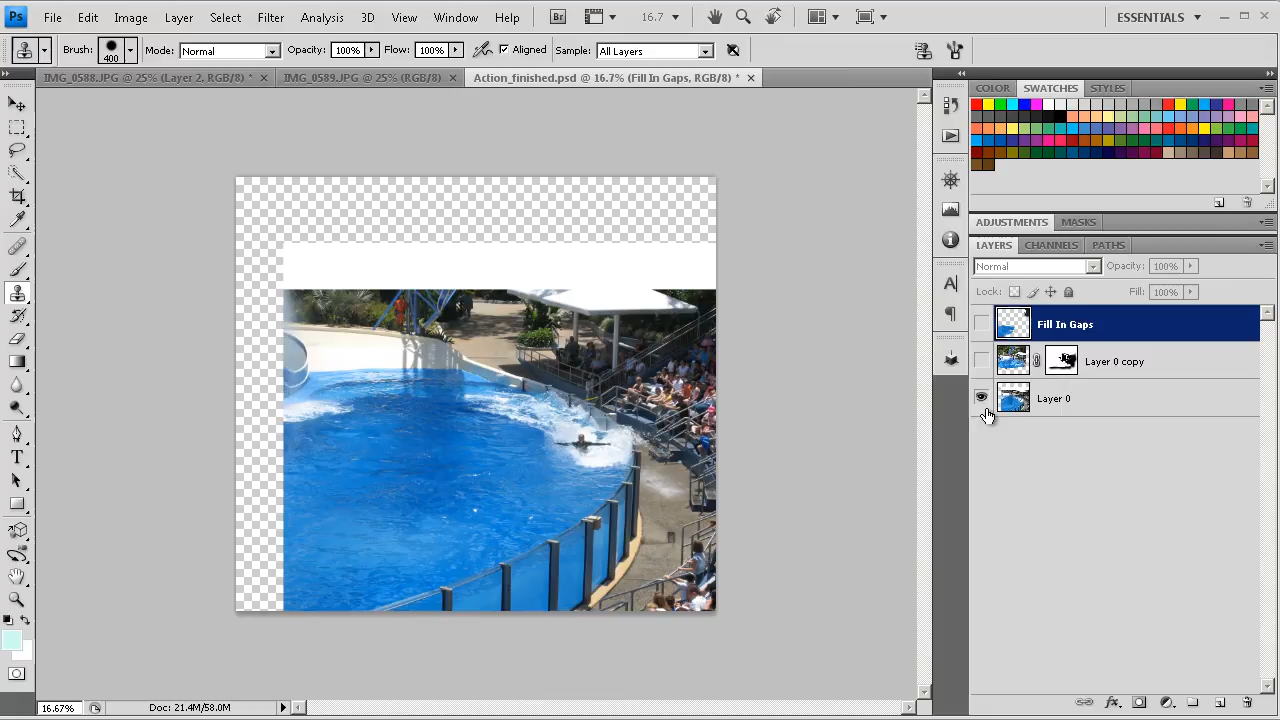 Ps File Edit Image Layer Select Filter Analysis 3D View Window Help Br 16.7 ESSENTIALS
Brush: 400 Mode: Normal Opacity: 100% Flow: 100% Aligned Sample: All Layers
IMG_0588.JPG @ 25% (Layer 2, RGB/8) * IMG_0589.JPG @ 25% (RGB/8) Action_finished.psd @ 16.7% (Fill In Gaps, RGB/8) *
COLOR SWATCHES STYLES
ADJUSTMENTS MASKS
LAYERS CHANNELS PATHS
Normal Opacity: 100%
Lock: Fill: 100%
Fill In Gaps
Layer 0 copy
Layer 0
16.67% Doc: 21.4M/58.0M